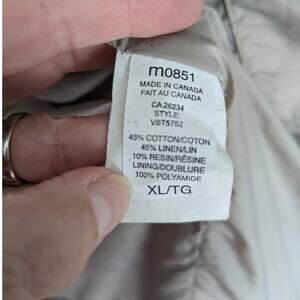 m0851
MADE IN CANADA
FAIT AU CANADA
CA 26234
STYLE:
V8T5752
45% COTTON/COTON
45% LINEN/LIN
10% RESIN/RÉSINE
LINING/DOUBLURE
100% POLYAMIDE
XL/TG